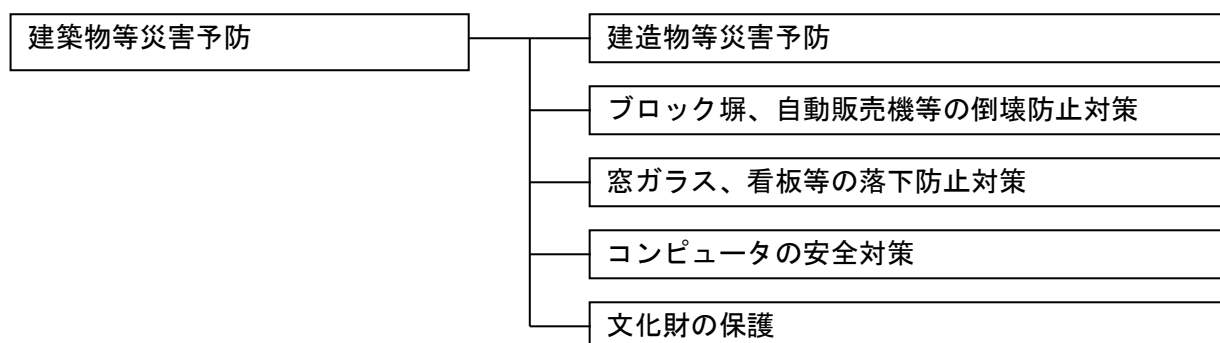 建築物等災害予防
建造物等災害予防
ブロック塀、自動販売機等の倒壊防止対策
窓ガラス、看板等の落下防止対策
コンピュータの安全対策
文化財の保護